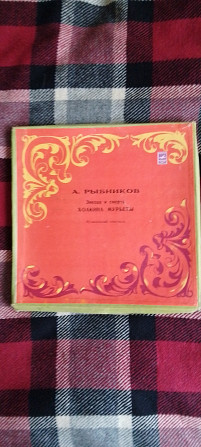 А. РЫБНИКОВ
Звезда и смерть
ХОАКИНА МУРЬЕТЫ